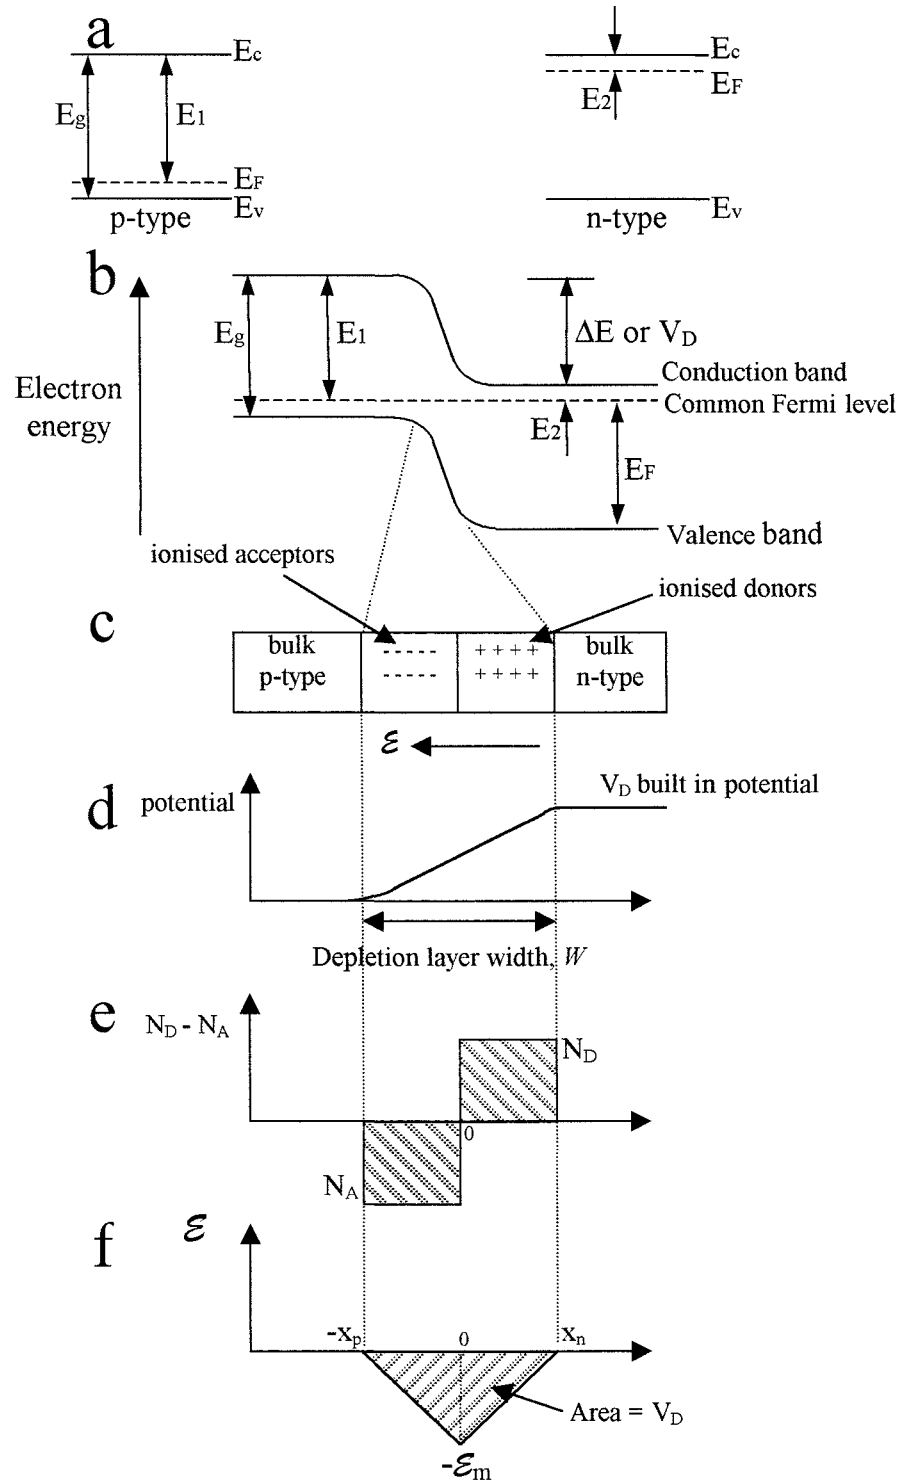 a
Ec
Ec
EF
Eg
E1
E2
EF
Ev
Ev
p-type
n-type
b
Eg
E1
ΔE or VD
Electron
energy
Conduction band
Common Fermi level
E2
EF
Valence band
ionised acceptors
ionised donors
c
bulk
p-type
- - - - -
- - - - -
+ + + +
+ + + +
bulk
n-type
ℰ
d
potential
VD built in potential
Depletion layer width, W
e
ND - NA
ND
0
NA
f
ℰ
-xp
0
xn
Area = VD
-ℰm